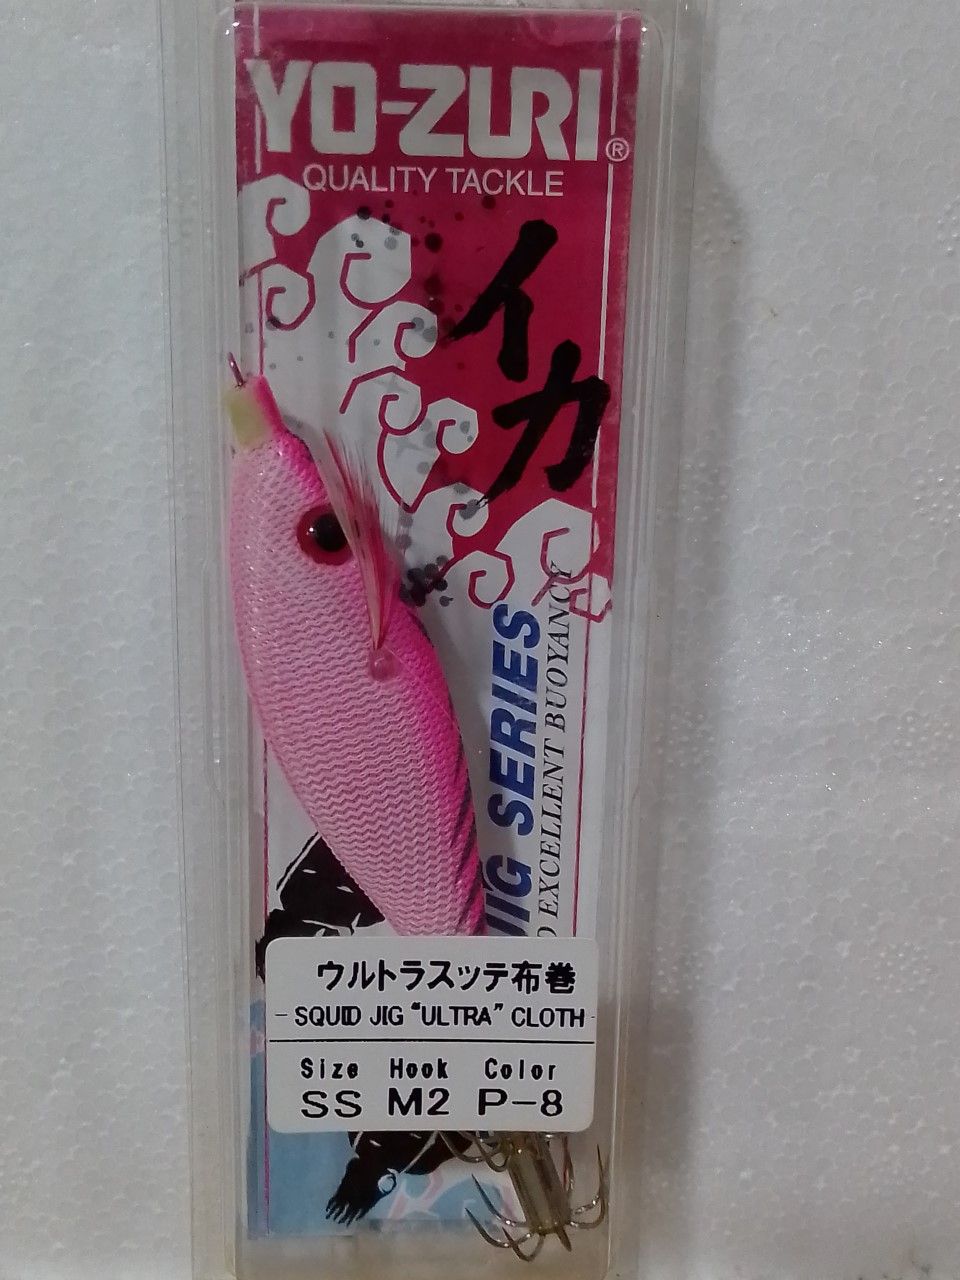 YO-ZURI®
QUALITY TACKLE
イカ
JIG SERIES
EXCELLENT BUOYANCY
ウルトラスッテ布巻
- SQUID JIG “ULTRA” CLOTH -
Size Hook Color
SS M2 P-8